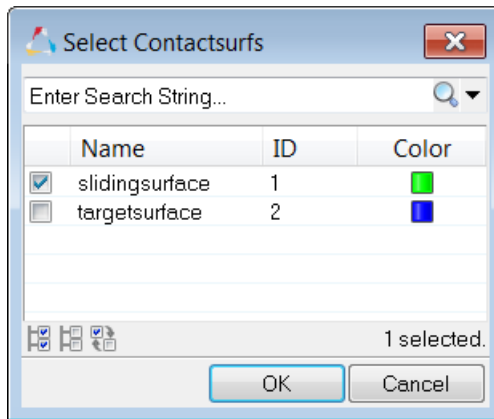 Select Contactsurfs
Enter Search String...
Name ID Color
slidingsurface 1
targetsurface 2
1 selected.
OK Cancel